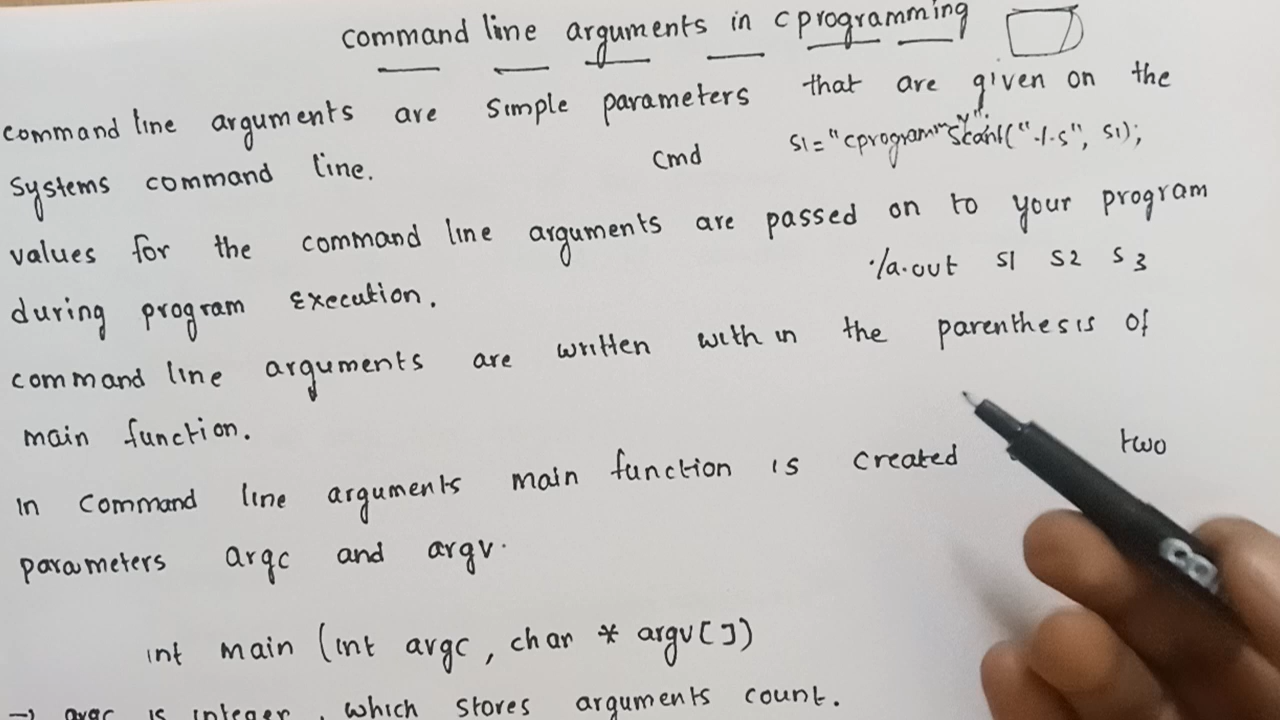 command line arguments in c programming
command line arguments are simple parameters that are given on the
systems command line. cmd s1="cprogrammy". scanf("%s", s1);
values for the command line arguments are passed on to your program
during program execution. ./a.out s1 s2 s3
command line arguments are written with in the parenthesis of
main function.
In command line arguments main function is created two
parameters argc and argv.
int main (int argc, char * argv[])
→ argc is integer, which stores arguments count.